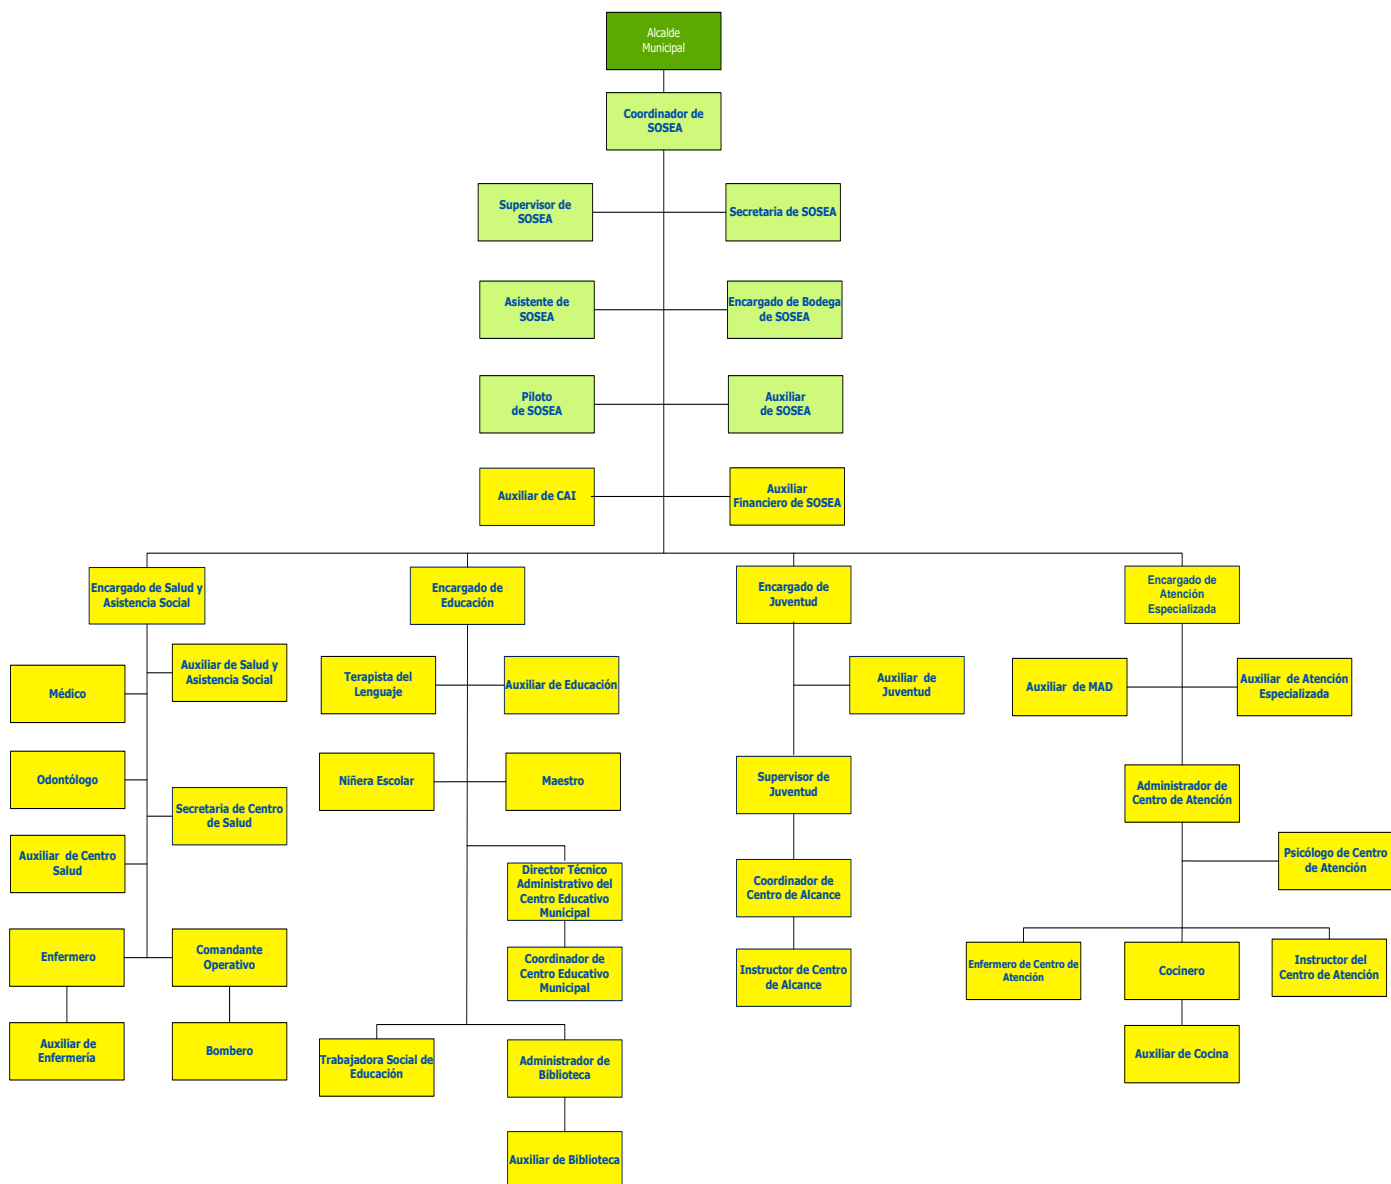 Alcalde
Municipal
Coordinador de
SOSEA
Supervisor de
SOSEA
Secretaria de SOSEA
Asistente de
SOSEA
Encargado de Bodega
de SOSEA
Piloto
de SOSEA
Auxiliar
de SOSEA
Auxiliar de CAI
Auxiliar
Financiero de SOSEA
Encargado de Salud y
Asistencia Social
Encargado de
Educación
Encargado de
Juventud
Encargado de
Atención
Especializada
Médico
Auxiliar de Salud y
Asistencia Social
Odontólogo
Secretaria de Centro
de Salud
Auxiliar de Centro
Salud
Enfermero
Comandante
Operativo
Auxiliar de
Enfermería
Bombero
Terapista del
Lenguaje
Auxiliar de Educación
Niñera Escolar
Maestro
Director Técnico
Administrativo del
Centro Educativo
Municipal
Coordinador de
Centro Educativo
Municipal
Trabajadora Social de
Educación
Administrador de
Biblioteca
Auxiliar de Biblioteca
Auxiliar de
Juventud
Supervisor de
Juventud
Coordinador de
Centro de Alcance
Instructor de Centro
de Alcance
Auxiliar de MAD
Auxiliar de Atención
Especializada
Administrador de
Centro de Atención
Psicólogo de Centro
de Atención
Enfermero de Centro de
Atención
Cocinero
Instructor del
Centro de Atención
Auxiliar de Cocina